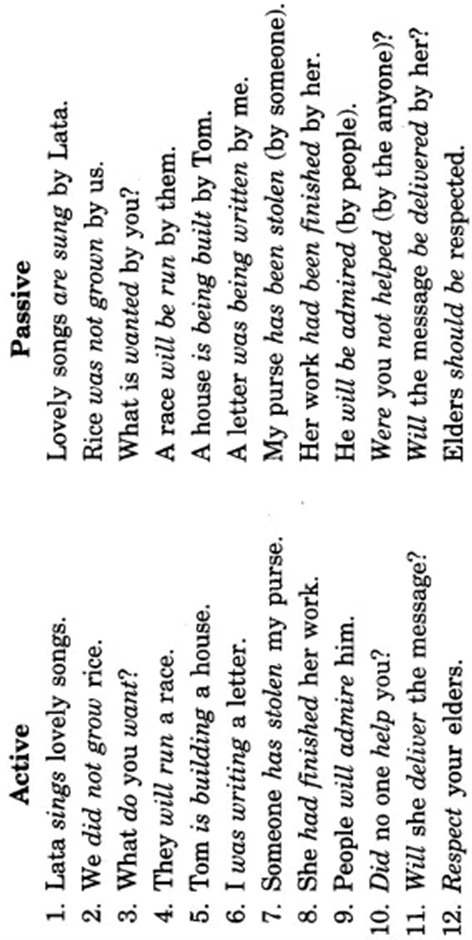 Active Passive
1. Lata sings lovely songs. Lovely songs are sung by Lata.
2. We did not grow rice. Rice was not grown by us.
3. What do you want? What is wanted by you?
4. They will run a race. A race will be run by them.
5. Tom is building a house. A house is being built by Tom.
6. I was writing a letter. A letter was being written by me.
7. Someone has stolen my purse. My purse has been stolen (by someone).
8. She had finished her work. Her work had been finished by her.
9. People will admire him. He will be admired (by people).
10. Did no one help you? Were you not helped (by the anyone)?
11. Will she deliver the message? Will the message be delivered by her?
12. Respect your elders. Elders should be respected.